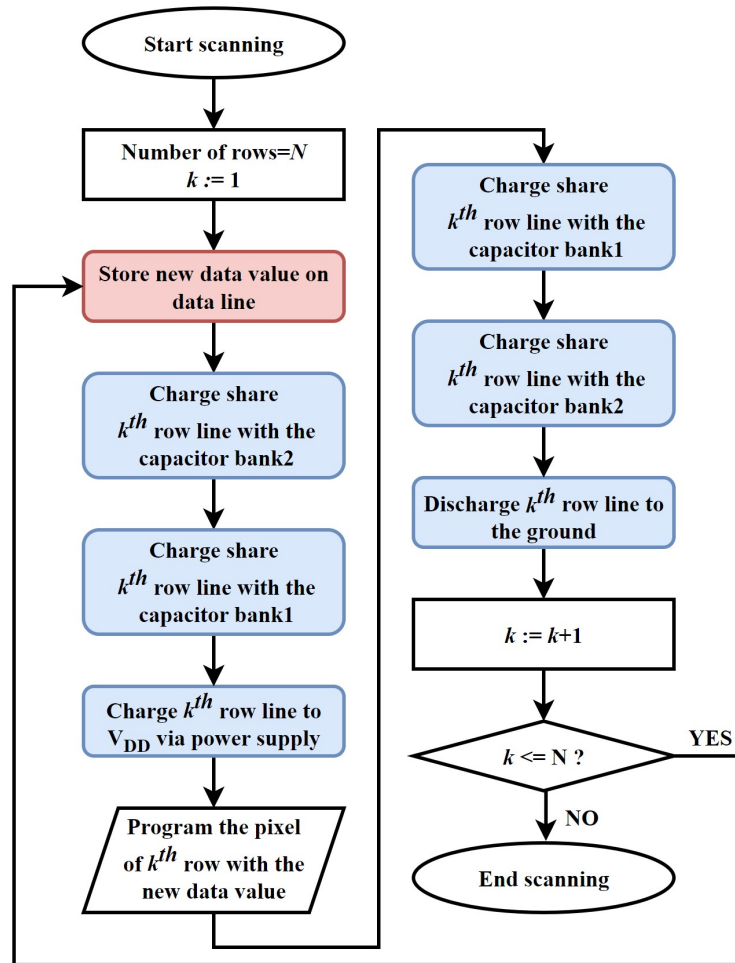 Start scanning
Number of rows=N
k := 1
Store new data value on
data line
Charge share
kᵗʰ row line with the
capacitor bank2
Charge share
kᵗʰ row line with the
capacitor bank1
Charge kᵗʰ row line to
V_DD via power supply
Program the pixel
of kᵗʰ row with the
new data value
Charge share
kᵗʰ row line with the
capacitor bank1
Charge share
kᵗʰ row line with the
capacitor bank2
Discharge kᵗʰ row line to
the ground
k := k+1
k <= N ?
YES
NO
End scanning